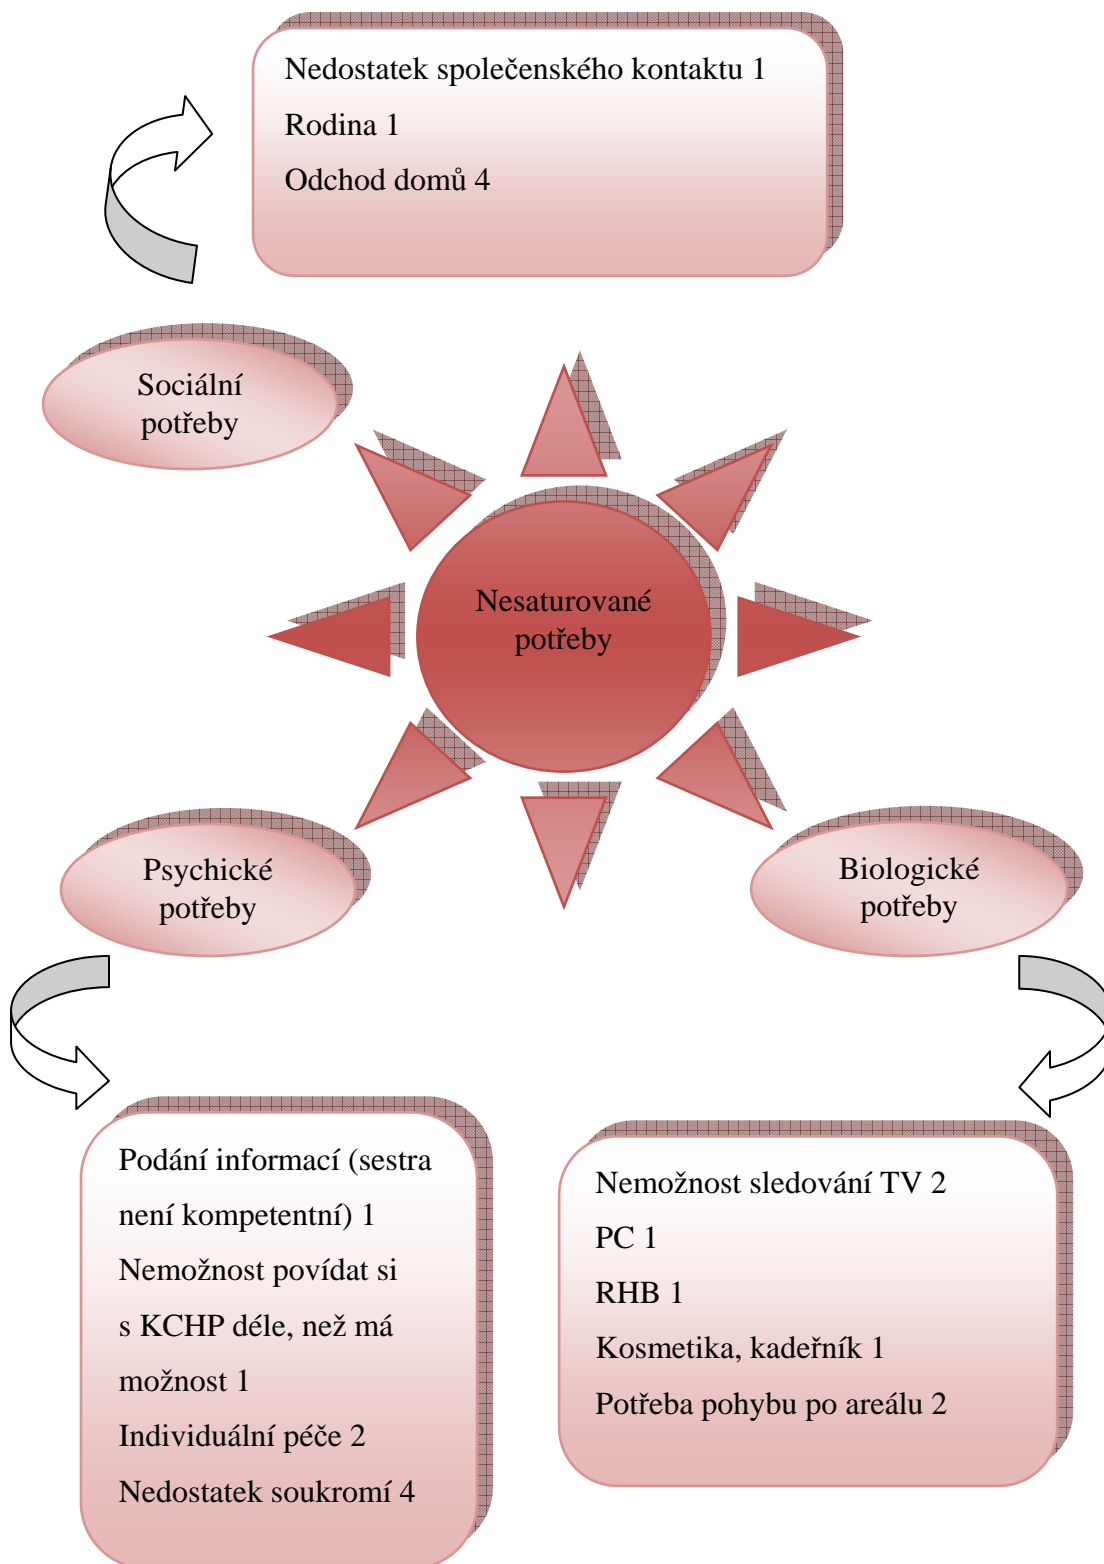 Nedostatek společenského kontaktu 1
Rodina 1
Odchod domů 4
Sociální
potřeby
Nesaturované
potřeby
Psychické
potřeby
Biologické
potřeby
Podání informací (sestra
není kompetentní) 1
Nemožnost povídat si
s KCHP déle, než má
možnost 1
Individuální péče 2
Nedostatek soukromí 4
Nemožnost sledování TV 2
PC 1
RHB 1
Kosmetika, kadeřník 1
Potřeba pohybu po areálu 2